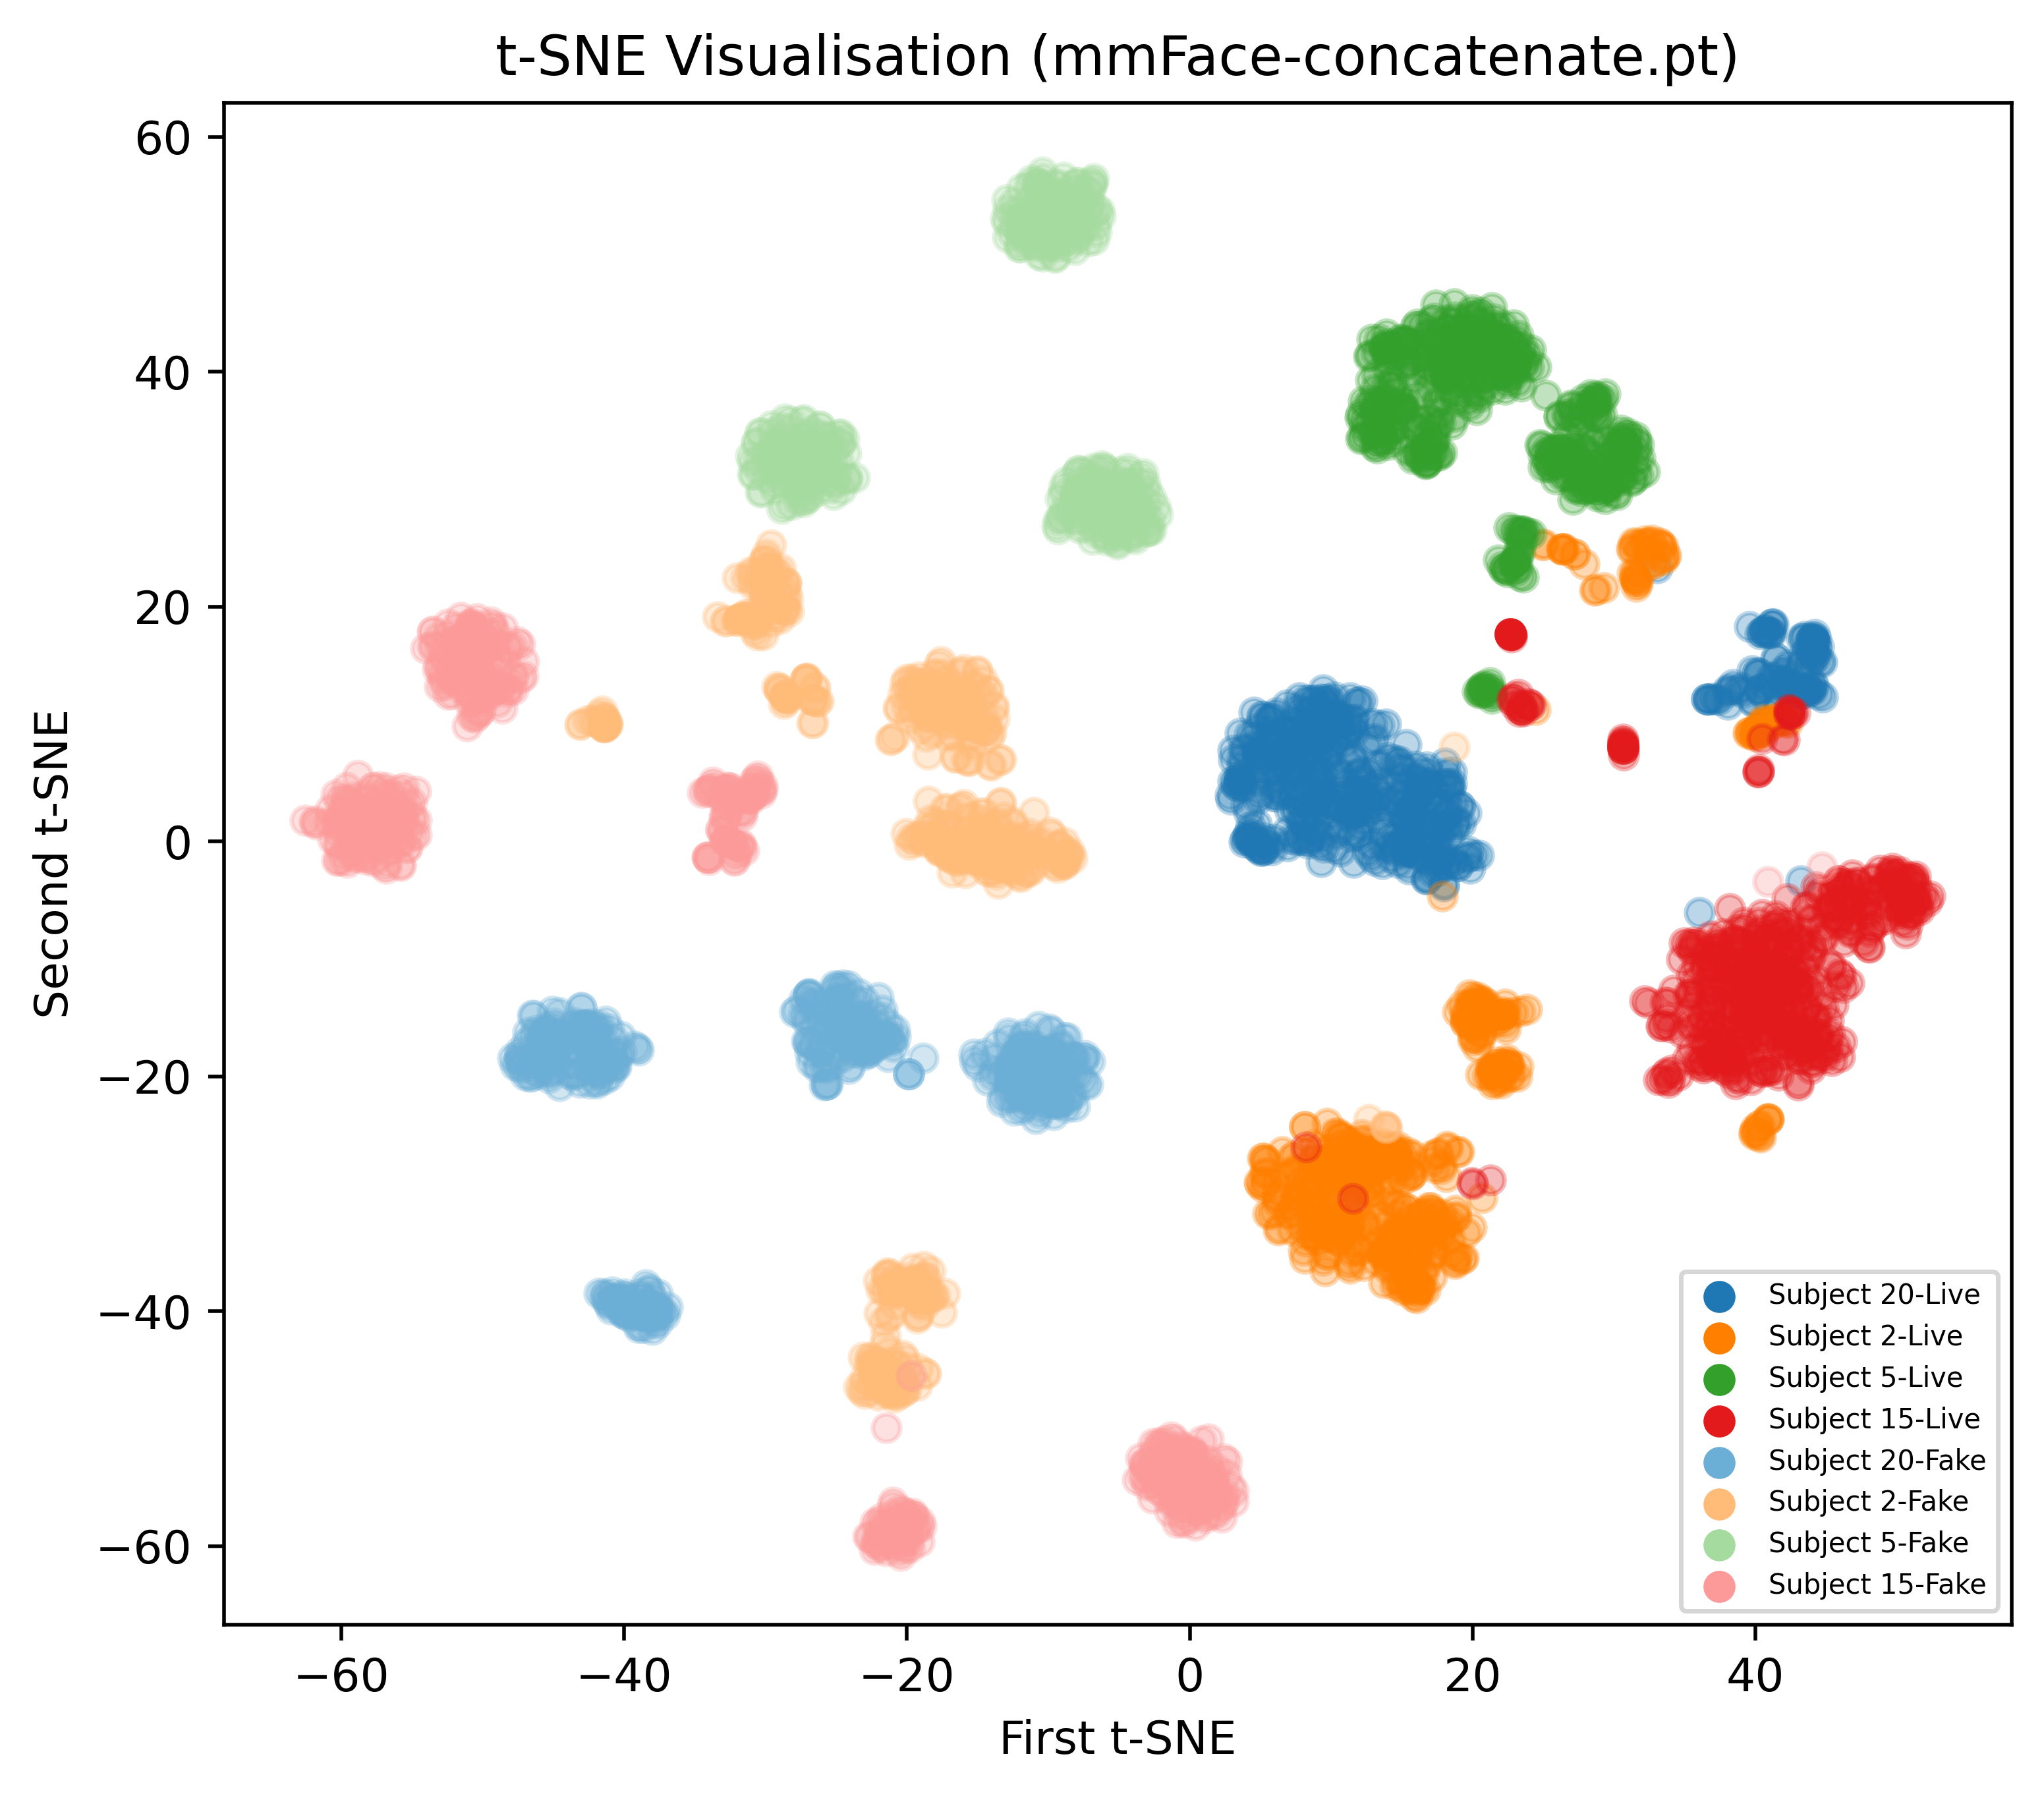 t-SNE Visualisation (mmFace-concatenate.pt)
60
40
20
0
−20
−40
−60
Second t-SNE
−60 −40 −20 0 20 40
First t-SNE
Subject 20-Live
Subject 2-Live
Subject 5-Live
Subject 15-Live
Subject 20-Fake
Subject 2-Fake
Subject 5-Fake
Subject 15-Fake